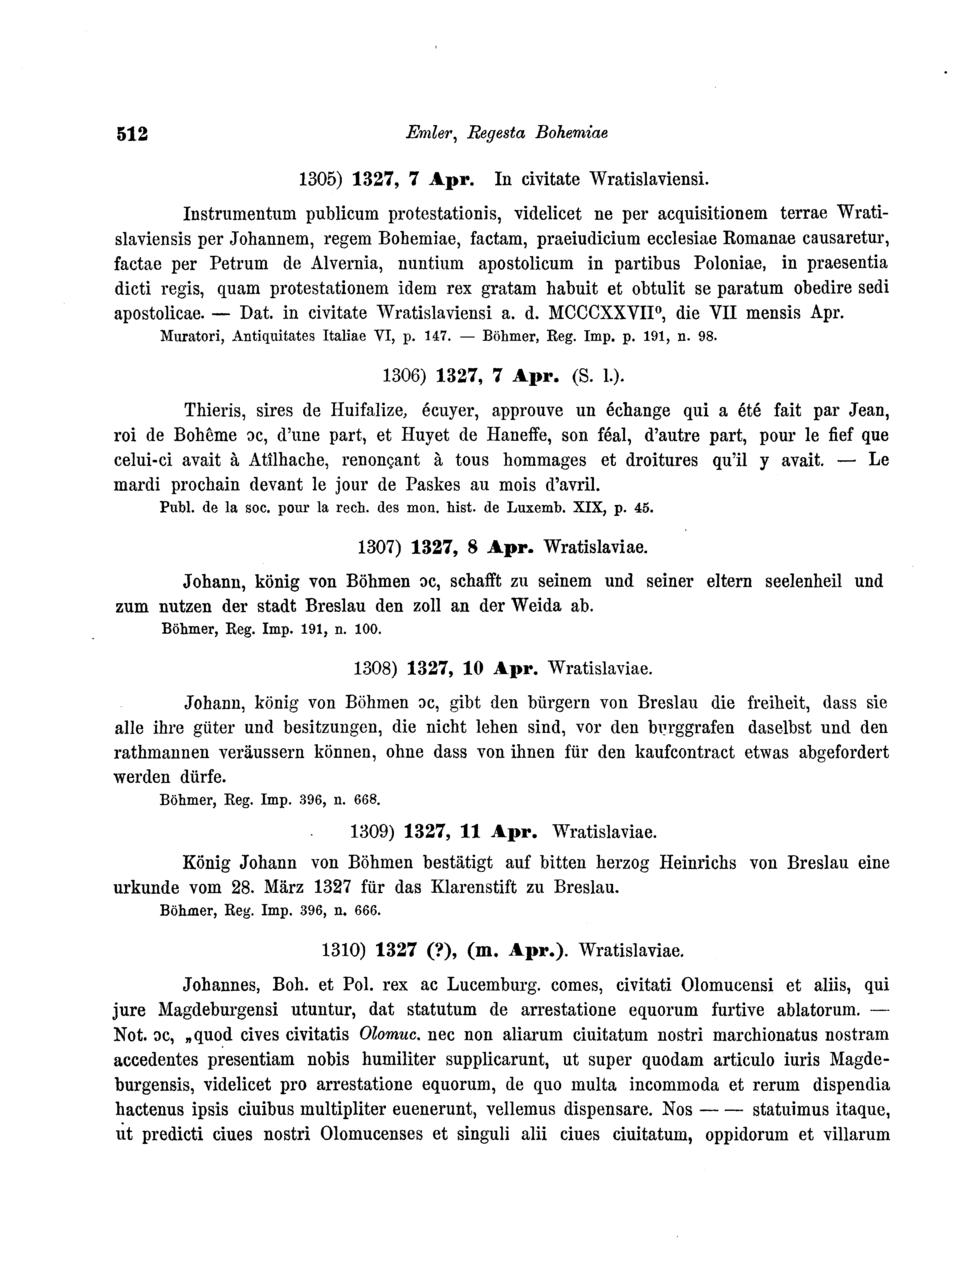 512 Emler, Regesta Bohemiae
1305) 1327, 7 Apr. In civitate Wratislaviensi.
Instrumentum publicum protestationis, videlicet ne per acquisitionem terrae Wrati-
slaviensis per Johannem, regem Bohemiae, factam, praeiudicium ecclesiae Romanae causaretur,
factae per Petrum de Alvernia, nuntium apostolicum in partibus Poloniae, in praesentia
dicti regis, quam protestationem idem rex gratam habuit et obtulit se paratum obedire sedi
apostolicae. — Dat. in civitate Wratislaviensi a. d. MCCCXXVII⁰, die VII mensis Apr.
Muratori, Antiquitates Italiae VI, p. 147. — Böhmer, Reg. Imp. p. 191, n. 98.
1306) 1327, 7 Apr. (S. l.).
Thieris, sires de Huifalize, écuyer, approuve un échange qui a été fait par Jean,
roi de Bohême ɔc, d'une part, et Huyet de Haneffe, son féal, d'autre part, pour le fief que
celui-ci avait à Atîlhache, renonçant à tous hommages et droitures qu'il y avait. — Le
mardi prochain devant le jour de Paskes au mois d'avril.
Publ. de la soc. pour la rech. des mon. hist. de Luxemb. XIX, p. 45.
1307) 1327, 8 Apr. Wratislaviae.
Johann, könig von Böhmen ɔc, schafft zu seinem und seiner eltern seelenheil und
zum nutzen der stadt Breslau den zoll an der Weida ab.
Böhmer, Reg. Imp. 191, n. 100.
1308) 1327, 10 Apr. Wratislaviae.
Johann, könig von Böhmen ɔc, gibt den bürgern von Breslau die freiheit, dass sie
alle ihre güter und besitzungen, die nicht lehen sind, vor den burggrafen daselbst und den
rathmannen veräussern können, ohne dass von ihnen für den kaufcontract etwas abgefordert
werden dürfe.
Böhmer, Reg. Imp. 396, n. 668.
1309) 1327, 11 Apr. Wratislaviae.
König Johann von Böhmen bestätigt auf bitten herzog Heinrichs von Breslau eine
urkunde vom 28. März 1327 für das Klarenstift zu Breslau.
Böhmer, Reg. Imp. 396, n. 666.
1310) 1327 (?), (m. Apr.). Wratislaviae.
Johannes, Boh. et Pol. rex ac Lucemburg. comes, civitati Olomucensi et aliis, qui
jure Magdeburgensi utuntur, dat statutum de arrestatione equorum furtive ablatorum. —
Not. ɔc, „quod cives civitatis Olomuc. nec non aliarum ciuitatum nostri marchionatus nostram
accedentes presentiam nobis humiliter supplicarunt, ut super quodam articulo iuris Magde-
burgensis, videlicet pro arrestatione equorum, de quo multa incommoda et rerum dispendia
hactenus ipsis ciuibus multipliter euenerunt, vellemus dispensare. Nos — — statuimus itaque,
ut predicti ciues nostri Olomucenses et singuli alii ciues ciuitatum, oppidorum et villarum